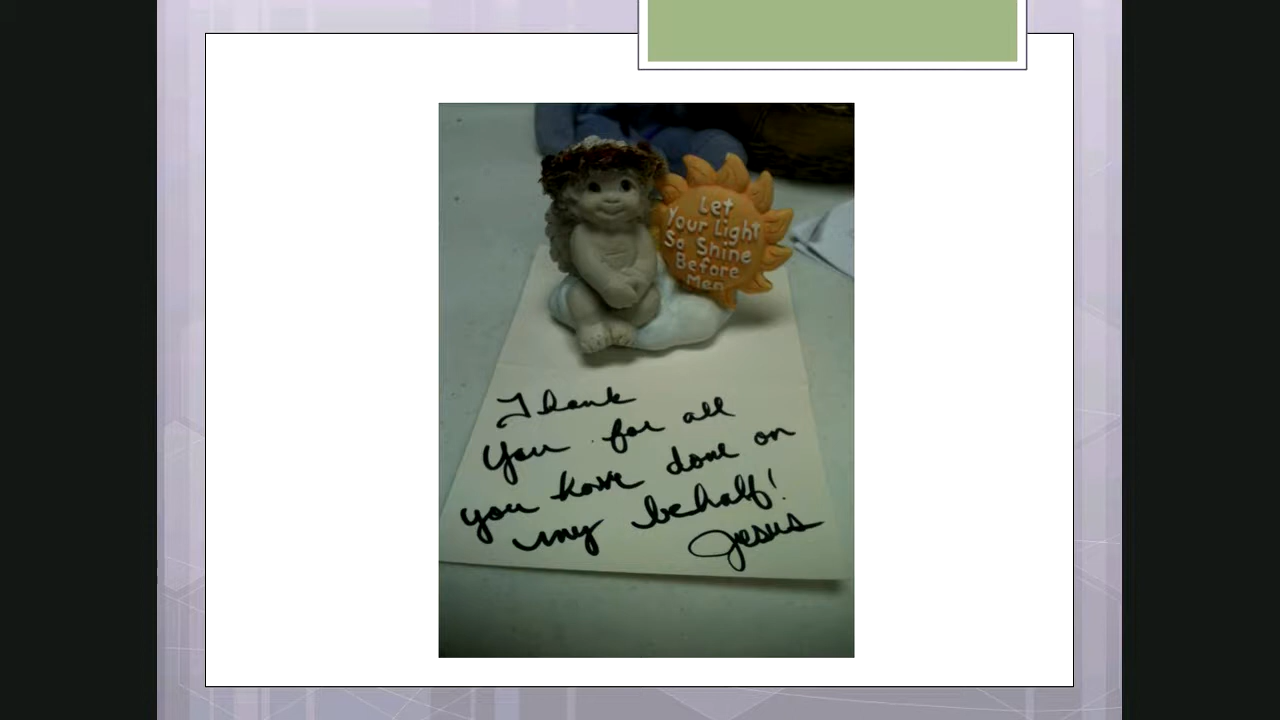 Let
Your Light
So Shine
Before
Men
Thank
You for all
you have done on
my behalf!
Jesus